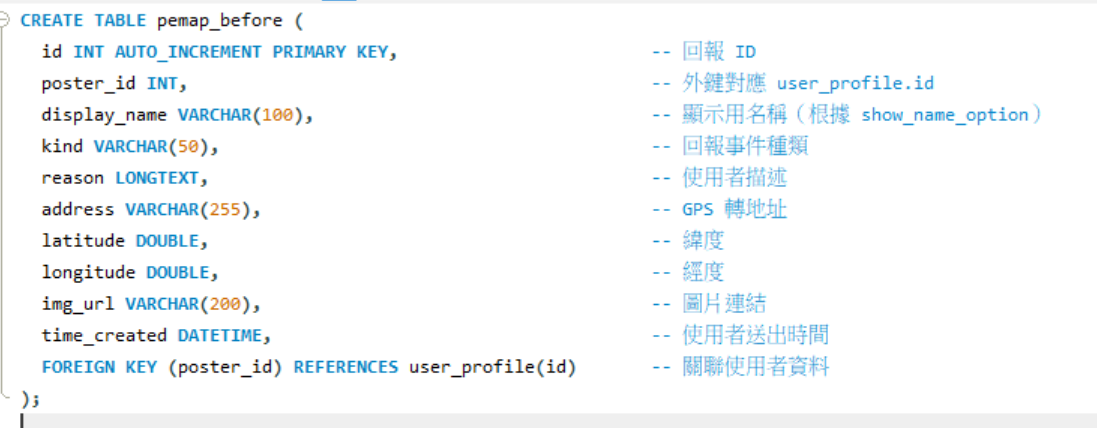 CREATE TABLE pemap_before (
id INT AUTO_INCREMENT PRIMARY KEY, -- 回報 ID
poster_id INT, -- 外鍵對應 user_profile.id
display_name VARCHAR(100), -- 顯示用名稱（根據 show_name_option）
kind VARCHAR(50), -- 回報事件種類
reason LONGTEXT, -- 使用者描述
address VARCHAR(255), -- GPS 轉地址
latitude DOUBLE, -- 緯度
longitude DOUBLE, -- 經度
img_url VARCHAR(200), -- 圖片連結
time_created DATETIME, -- 使用者送出時間
FOREIGN KEY (poster_id) REFERENCES user_profile(id) -- 關聯使用者資料
);